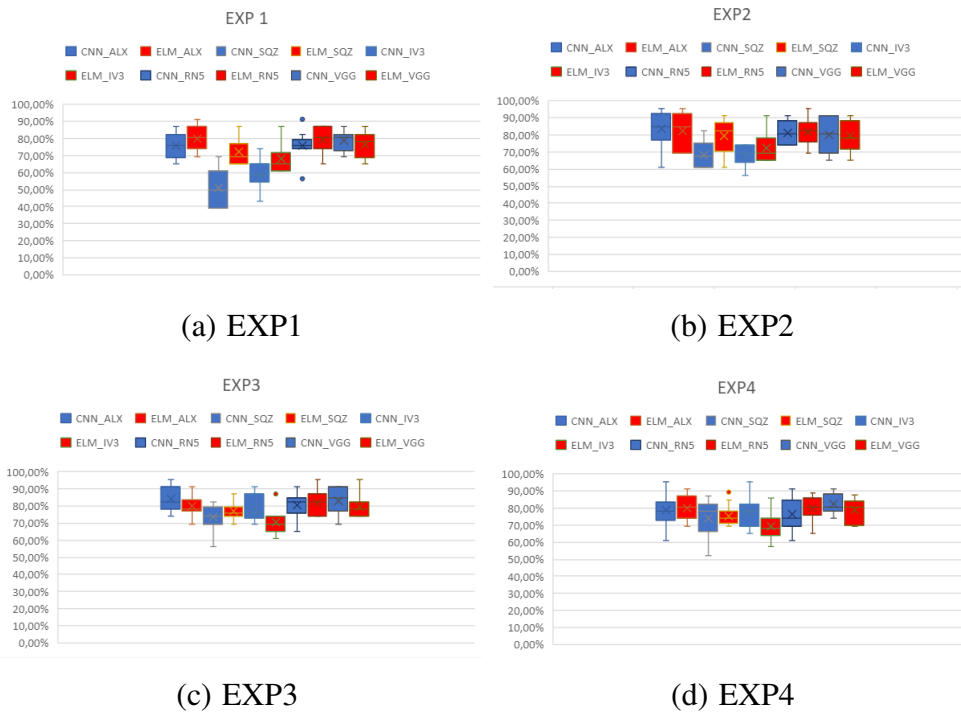 EXP 1
CNN_ALX ELM_ALX CNN_SQZ ELM_SQZ CNN_IV3
ELM_IV3 CNN_RN5 ELM_RN5 CNN_VGG ELM_VGG
100,00%
90,00%
80,00%
70,00%
60,00%
50,00%
40,00%
30,00%
20,00%
10,00%
0,00%
(a) EXP1
EXP2
CNN_ALX ELM_ALX CNN_SQZ ELM_SQZ CNN_IV3
ELM_IV3 CNN_RN5 ELM_RN5 CNN_VGG ELM_VGG
100,00%
90,00%
80,00%
70,00%
60,00%
50,00%
40,00%
30,00%
20,00%
10,00%
0,00%
(b) EXP2
EXP3
CNN_ALX ELM_ALX CNN_SQZ ELM_SQZ CNN_IV3
ELM_IV3 CNN_RN5 ELM_RN5 CNN_VGG ELM_VGG
100,00%
90,00%
80,00%
70,00%
60,00%
50,00%
40,00%
30,00%
20,00%
10,00%
0,00%
(c) EXP3
EXP4
CNN_ALX ELM_ALX CNN_SQZ ELM_SQZ CNN_IV3
ELM_IV3 CNN_RN5 ELM_RN5 CNN_VGG ELM_VGG
100,00%
90,00%
80,00%
70,00%
60,00%
50,00%
40,00%
30,00%
20,00%
10,00%
0,00%
(d) EXP4